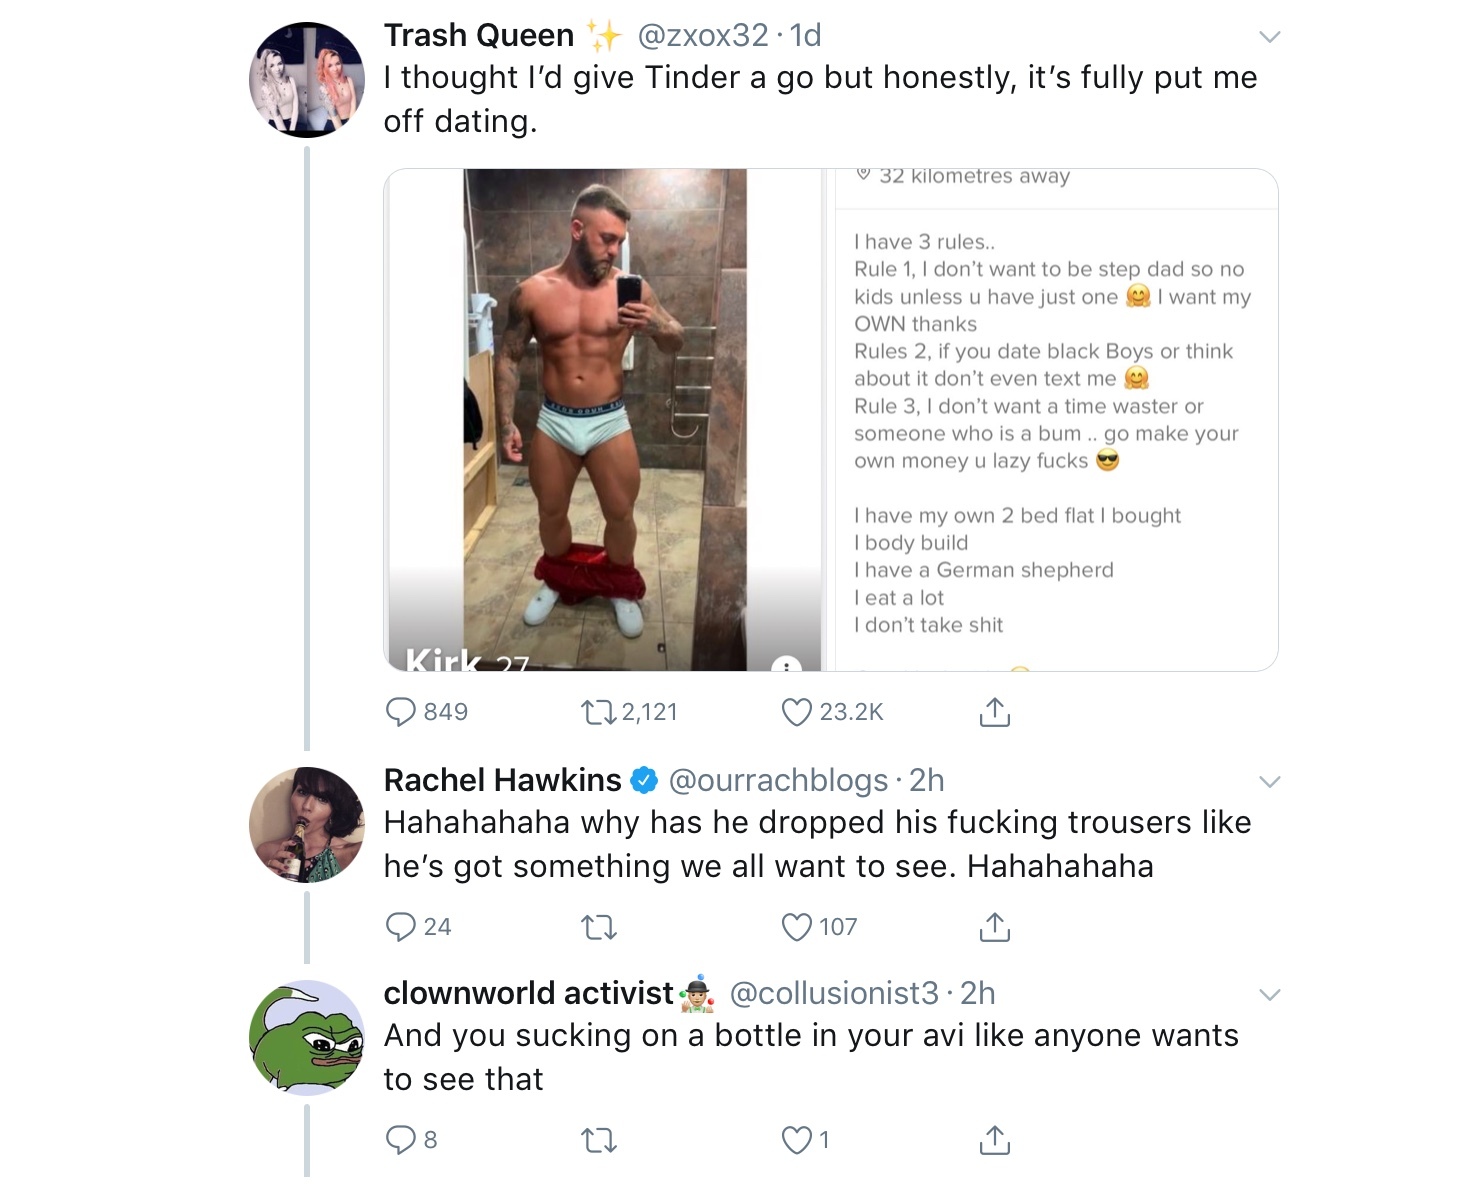 Trash Queen ✨ @zxox32 · 1d
I thought I’d give Tinder a go but honestly, it’s fully put me
off dating.
Kirk 27
32 kilometres away
I have 3 rules..
Rule 1, I don’t want to be step dad so no
kids unless u have just one 🤗 I want my
OWN thanks
Rules 2, if you date black Boys or think
about it don’t even text me 🤗
Rule 3, I don’t want a time waster or
someone who is a bum .. go make your
own money u lazy fucks 😎
I have my own 2 bed flat I bought
I body build
I have a German shepherd
I eat a lot
I don’t take shit
849 2,121 23.2K
Rachel Hawkins @ourrachblogs · 2h
Hahahahaha why has he dropped his fucking trousers like
he’s got something we all want to see. Hahahahaha
24 107
clownworld activist🤹🏼‍♂️ @collusionist3 · 2h
And you sucking on a bottle in your avi like anyone wants
to see that
8 1